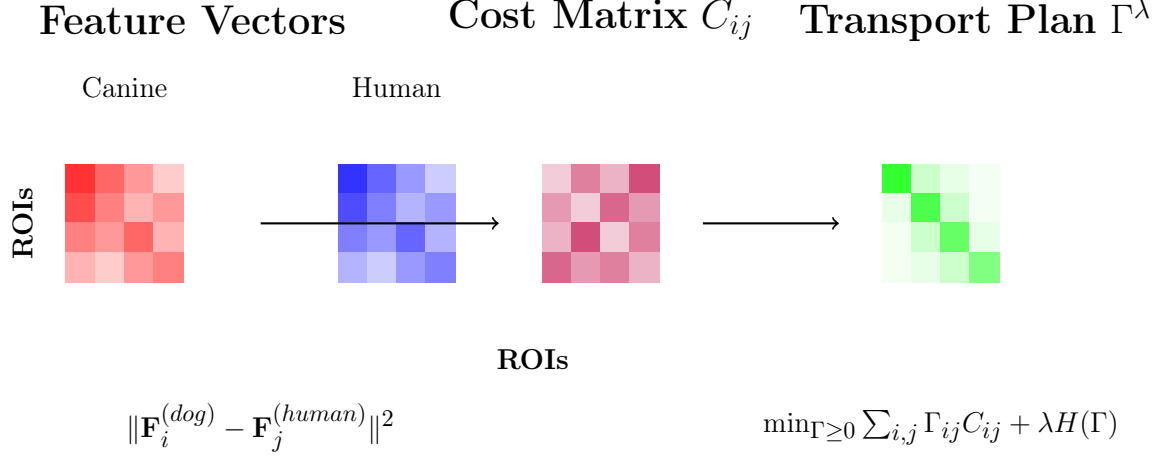 Feature Vectors
Cost Matrix $C_{ij}$
Transport Plan $\Gamma^{\lambda}$
Canine
Human
ROIs
ROIs
$\|\mathbf{F}_i^{(dog)} - \mathbf{F}_j^{(human)}\|^2$
$\min_{\Gamma \geq 0} \sum_{i,j} \Gamma_{ij} C_{ij} + \lambda H(\Gamma)$